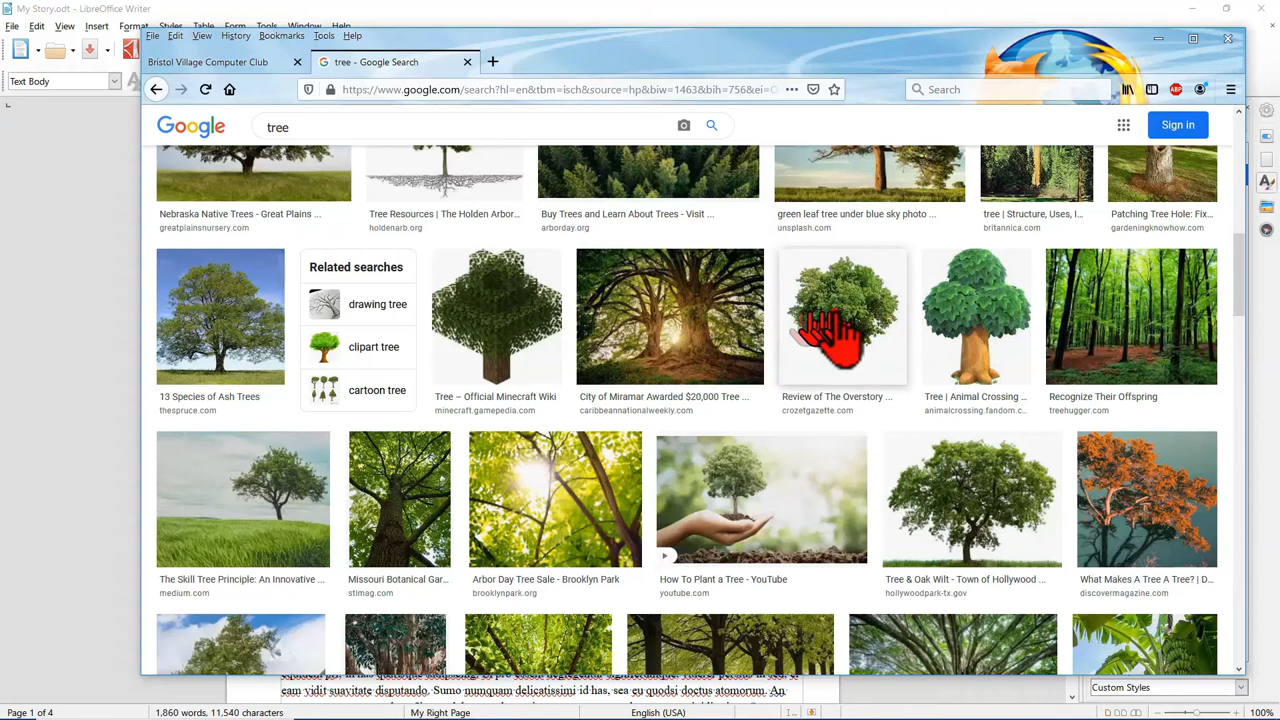 My Story.odt - LibreOffice Writer
File Edit View Insert Format Styles Table Form Tools Window Help
Text Body
File Edit View History Bookmarks Tools Help
Bristol Village Computer Club
tree - Google Search
https://www.google.com/search?hl=en&tbm=isch&source=hp&biw=1463&bih=756&ei=O
Search
Google
tree
Sign in
Nebraska Native Trees - Great Plains ...
greatplainsnursery.com
Tree Resources | The Holden Arbor...
holdenarb.org
Buy Trees and Learn About Trees - Visit ...
arborday.org
green leaf tree under blue sky photo ...
unsplash.com
tree | Structure, Uses, I...
britannica.com
Patching Tree Hole: Fix...
gardeningknowhow.com
13 Species of Ash Trees
thespruce.com
Related searches
drawing tree
clipart tree
cartoon tree
Tree – Official Minecraft Wiki
minecraft.gamepedia.com
City of Miramar Awarded $20,000 Tree ...
caribbeannationalweekly.com
Review of The Overstory ...
crozetgazette.com
Tree | Animal Crossing ...
animalcrossing.fandom.c...
Recognize Their Offspring
treehugger.com
The Skill Tree Principle: An Innovative ...
medium.com
Missouri Botanical Gar...
stlmag.com
Arbor Day Tree Sale - Brooklyn Park
brooklynpark.org
How To Plant a Tree - YouTube
youtube.com
Tree & Oak Wilt - Town of Hollywood ...
hollywoodpark-tx.gov
What Makes A Tree A Tree? | D...
discovermagazine.com
eam vidit suavitate disputando. Sumo numquam delicatissimi id has, sea eu quodsi doctus atomorum. An
Custom Styles
Page 1 of 4
1,860 words, 11,540 characters
My Right Page
English (USA)
100%